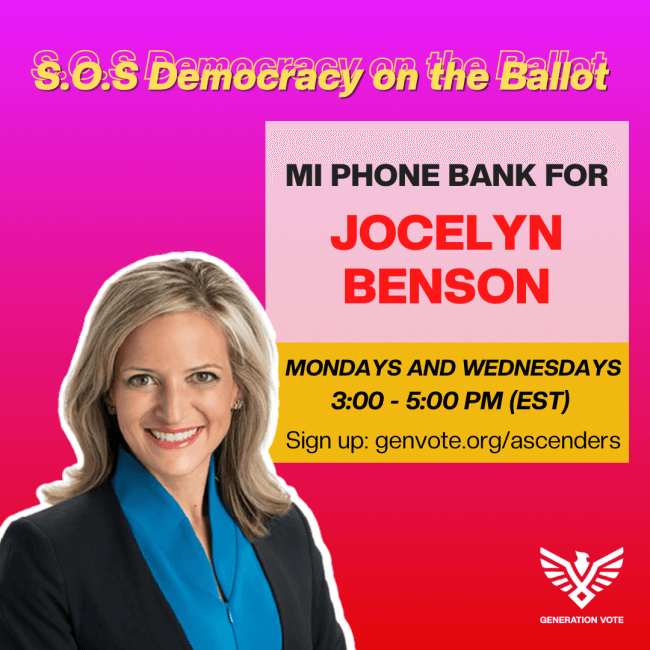 S.O.S Democracy on the Ballot
MI PHONE BANK FOR
JOCELYN
BENSON
MONDAYS AND WEDNESDAYS
3:00 - 5:00 PM (EST)
Sign up: genvote.org/ascenders
GENERATION VOTE